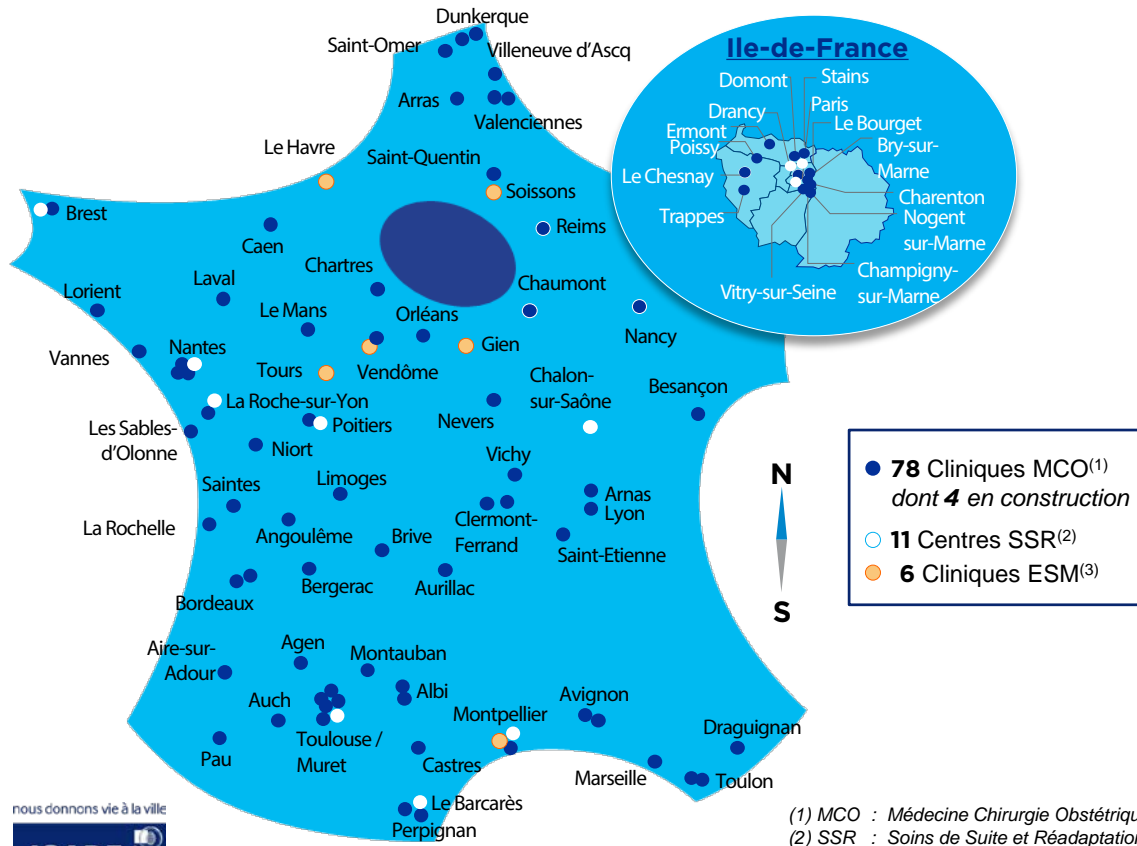 Dunkerque
Saint-Omer
Villeneuve d'Ascq
Arras
Valenciennes
Le Havre
Saint-Quentin
Soissons
Brest
Reims
Caen
Chartres
Laval
Chaumont
Lorient
Le Mans
Orléans
Nancy
Vannes
Nantes
Gien
Tours
Vendôme
Chalon-
sur-Saône
Besançon
La Roche-sur-Yon
Poitiers
Nevers
Les Sables-
d'Olonne
Niort
Vichy
Limoges
Saintes
Arnas
Lyon
La Rochelle
Angoulême
Clermont-
Ferrand
Brive
Saint-Etienne
Bergerac
Aurillac
Bordeaux
Aire-sur-
Adour
Agen
Montauban
Albi
Avignon
Auch
Montpellier
Draguignan
Toulouse /
Muret
Pau
Castres
Marseille
Toulon
Le Barcarès
Perpignan
Ile-de-France
Domont
Stains
Drancy
Paris
Ermont
Le Bourget
Poissy
Bry-sur-
Marne
Le Chesnay
Charenton
Trappes
Nogent
sur-Marne
Champigny-
sur-Marne
Vitry-sur-Seine
N
S
78 Cliniques MCO(1)
dont 4 en construction
11 Centres SSR(2)
6 Cliniques ESM(3)
nous donnons vie à la ville
(1) MCO : Médecine Chirurgie Obstétriqu
(2) SSR : Soins de Suite et Réadaptation